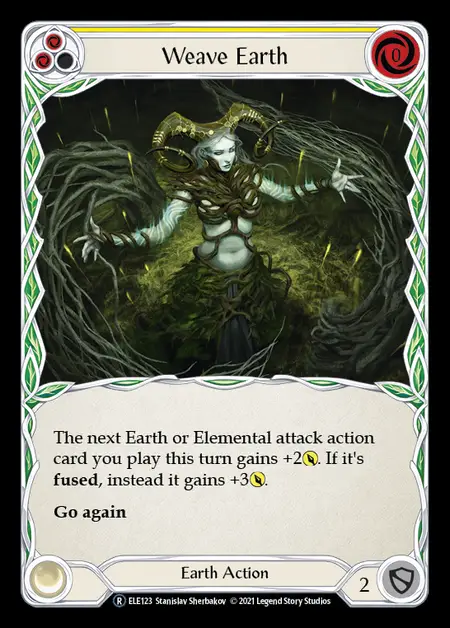 Weave Earth
0
The next Earth or Elemental attack action
card you play this turn gains +2. If it's
fused, instead it gains +3.
Go again
Earth Action
2
R ELE123 Stanislav Sherbakov © 2021 Legend Story Studios